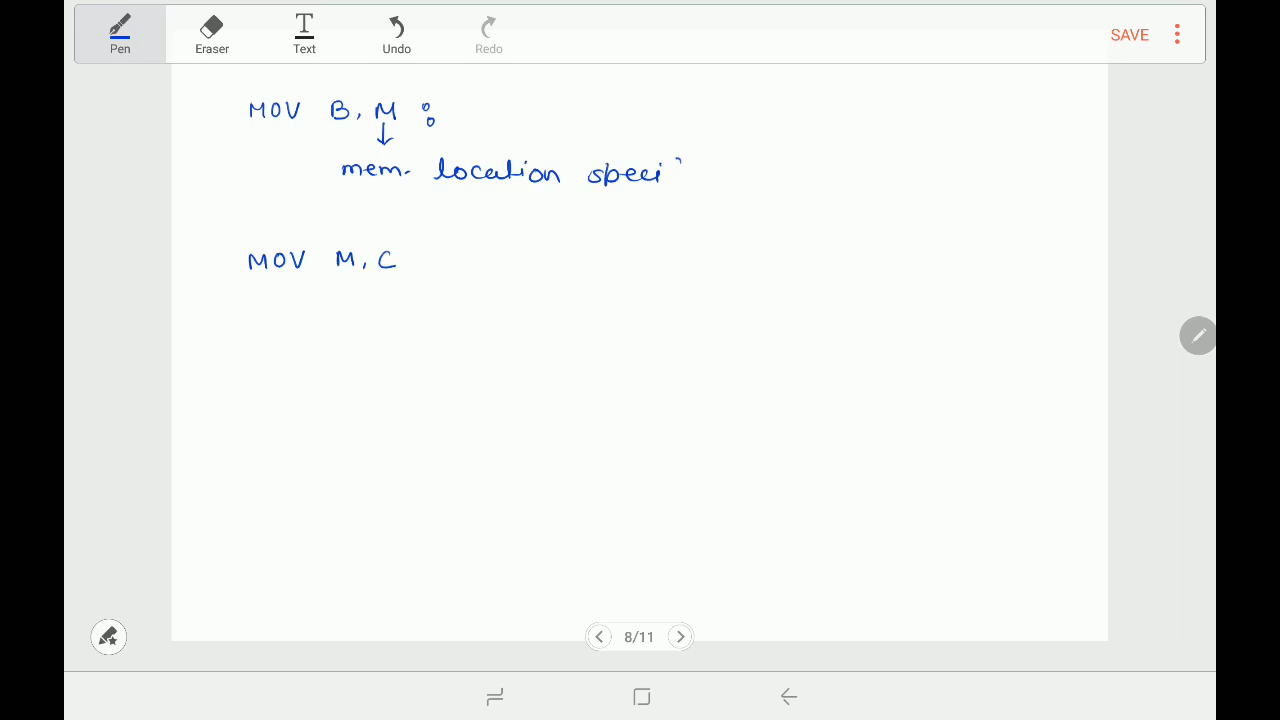 Pen Eraser Text Undo Redo SAVE
MOV B, M :
mem. location speci
MOV M, C
8/11